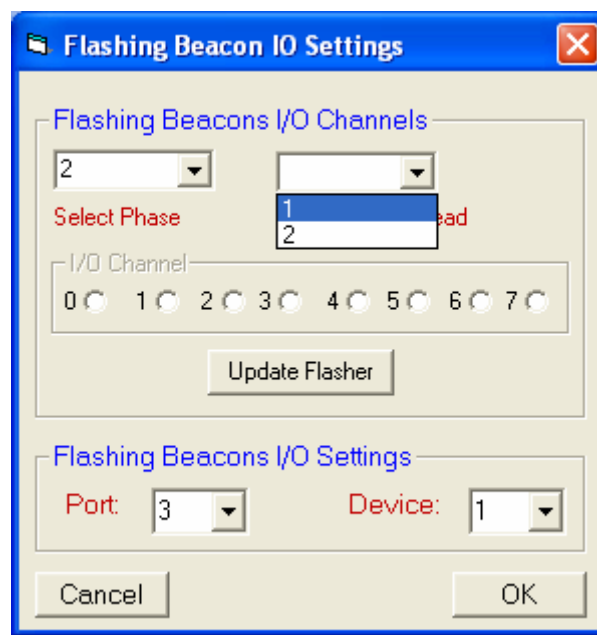 Flashing Beacon IO Settings
Flashing Beacons I/O Channels
2
Select Phase
1
2
I/O Channel
0 1 2 3 4 5 6 7
Update Flasher
Flashing Beacons I/O Settings
Port: 3 Device: 1
Cancel OK